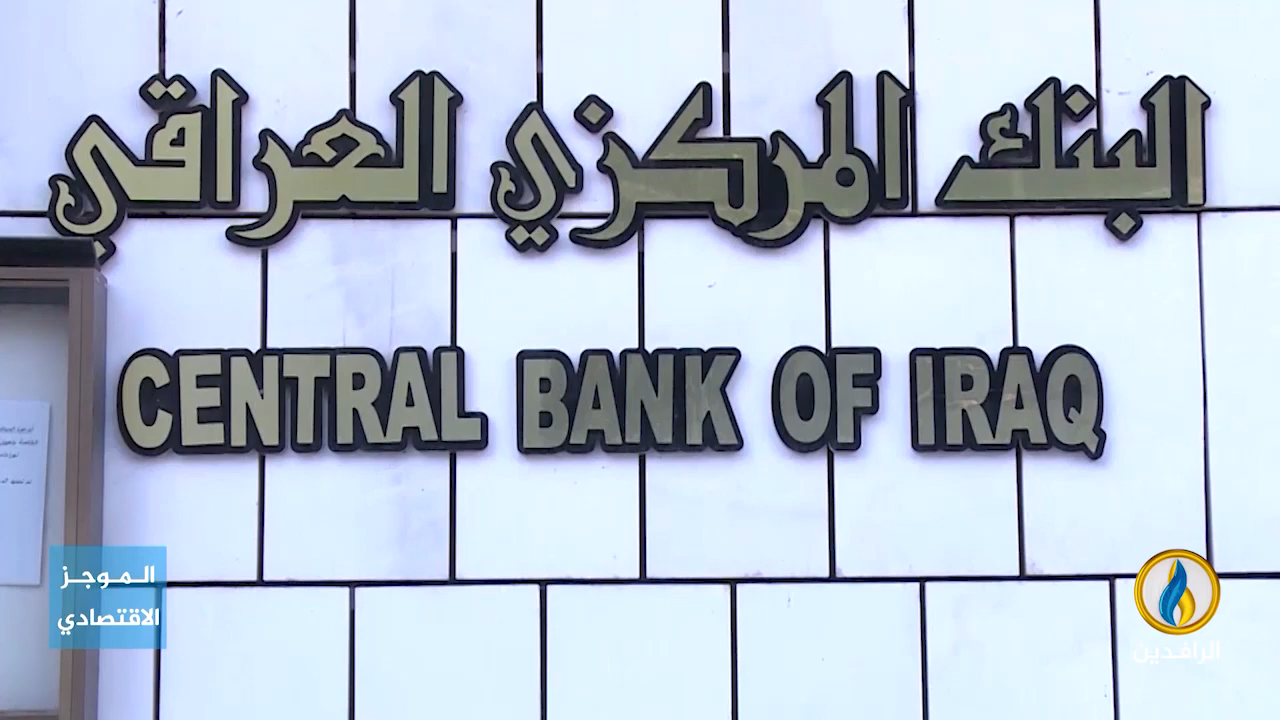 البنك المركزي العراقي
CENTRAL BANK OF IRAQ
الموجز
الاقتصادي
الرافدين